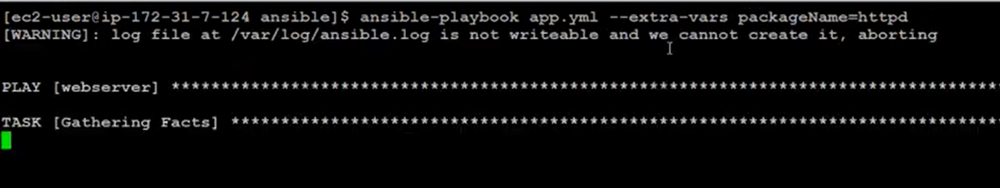 [ec2-user@ip-172-31-7-124 ansible]$ ansible-playbook app.yml --extra-vars packageName=httpd
[WARNING]: log file at /var/log/ansible.log is not writeable and we cannot create it, aborting
PLAY [webserver] ***********************************************************************************
TASK [Gathering Facts] *****************************************************************************